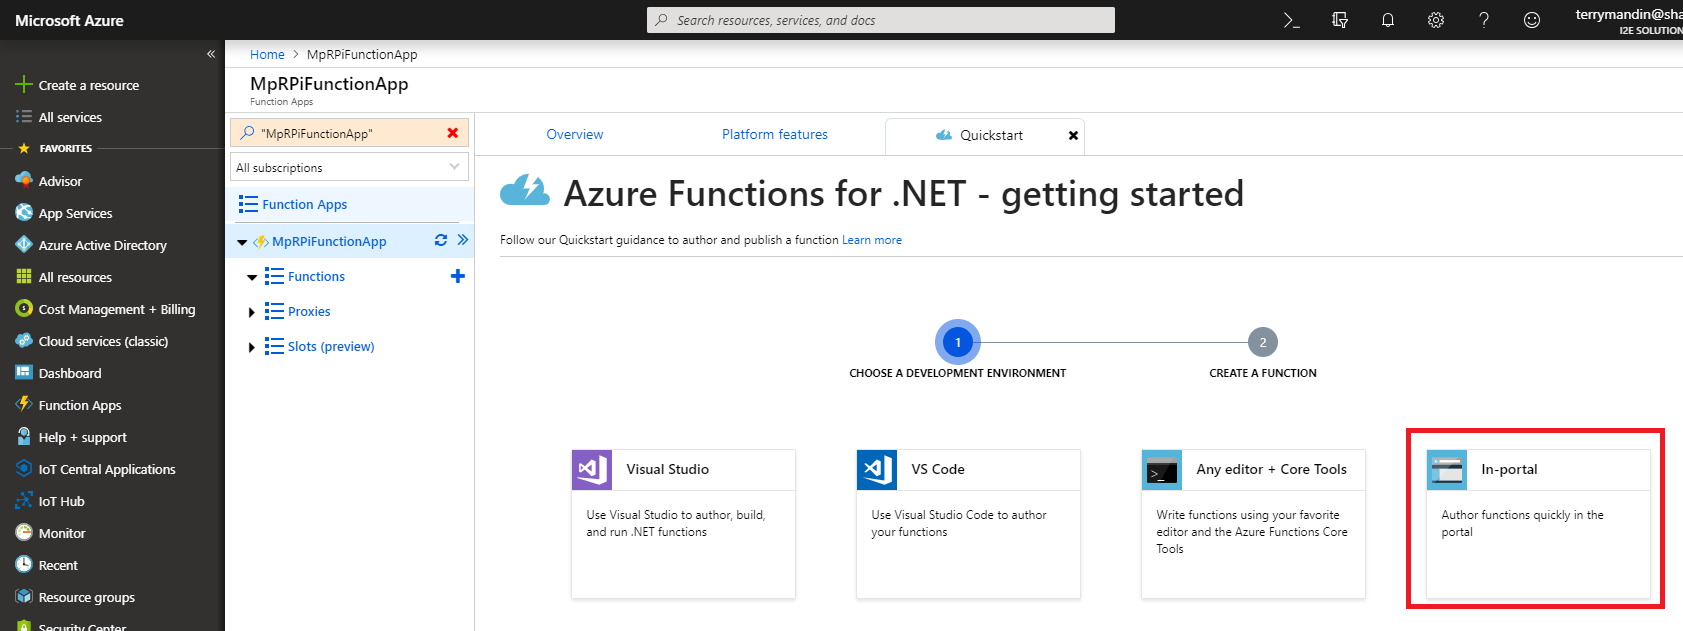 Microsoft Azure
Search resources, services, and docs
terrymandin@sha
I2E SOLUTION
Create a resource
All services
FAVORITES
Advisor
App Services
Azure Active Directory
All resources
Cost Management + Billing
Cloud services (classic)
Dashboard
Function Apps
Help + support
IoT Central Applications
IoT Hub
Monitor
Recent
Resource groups
Security Center
Home > MpRPiFunctionApp
MpRPiFunctionApp
Function Apps
"MpRPiFunctionApp"
All subscriptions
Function Apps
MpRPiFunctionApp
Functions
Proxies
Slots (preview)
Overview
Platform features
Quickstart
Azure Functions for .NET - getting started
Follow our Quickstart guidance to author and publish a function Learn more
1
2
CHOOSE A DEVELOPMENT ENVIRONMENT
CREATE A FUNCTION
Visual Studio
Use Visual Studio to author, build,
and run .NET functions
VS Code
Use Visual Studio Code to author
your functions
Any editor + Core Tools
Write functions using your favorite
editor and the Azure Functions Core
Tools
In-portal
Author functions quickly in the
portal